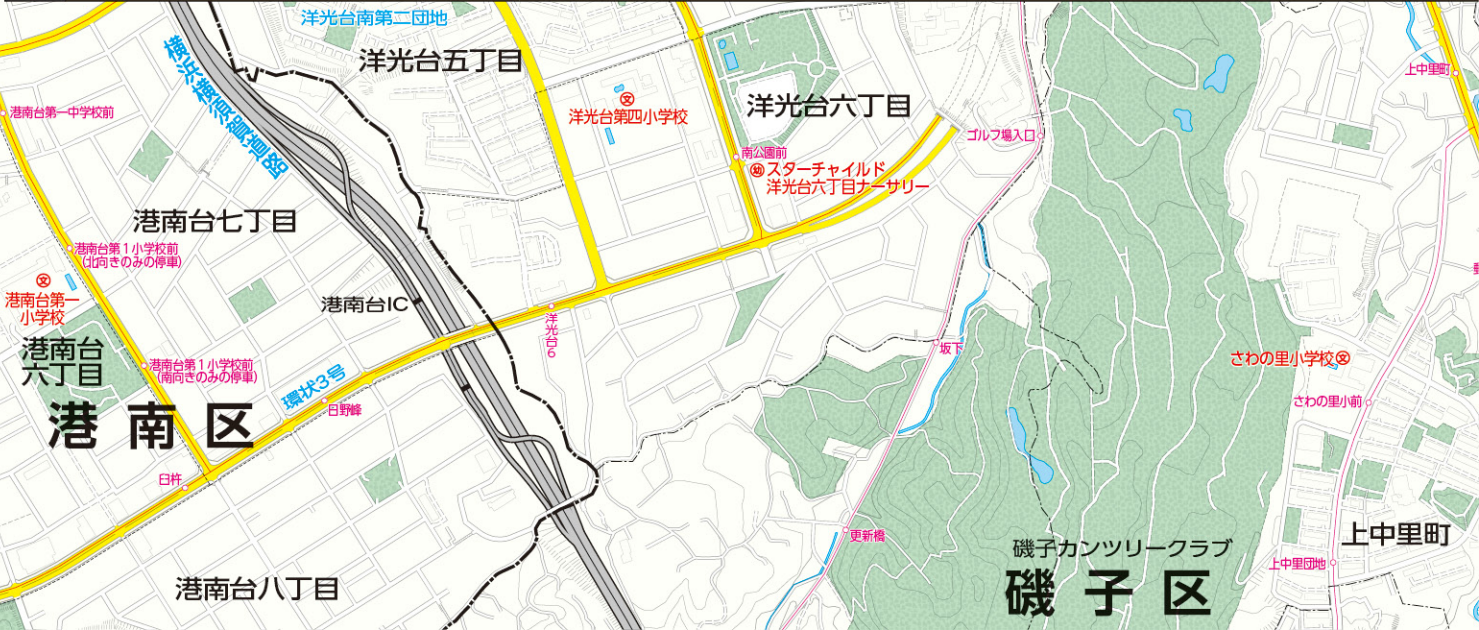 洋光台南第二団地
横浜横須賀道路
洋光台五丁目
上中里町
港南台第一中学校前
文
洋光台第四小学校
洋光台六丁目
ゴルフ場入口
南公園前
幼
スターチャイルド
洋光台六丁目ナーサリー
港南台七丁目
港南台第1小学校前
(北向きのみの停車)
文
港南台第一
小学校
港南台IC
洋光台6
港南台
六丁目
港南台第1小学校前
(南向きのみの停車)
環状3号
日野峰
坂下
さわの里小学校
文
さわの里小前
港南区
臼杵
更新橋
磯子カンツリークラブ
上中里町
上中里団地
港南台八丁目
磯子区